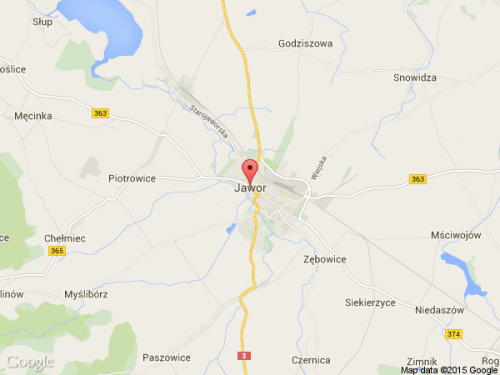 Słup
Godziszowa
oślice
Snowidza
363
Męcinka
Starojaworska
Wiejska
Piotrowice
363
Jawor
Mściwojów
Chełmiec
365
Zębowice
linów
Myślibórz
Siekierzyce
Niedaszów
374
3
Paszowice
Czernica
Zimnik
Rog
Google
Map data ©2015 Google